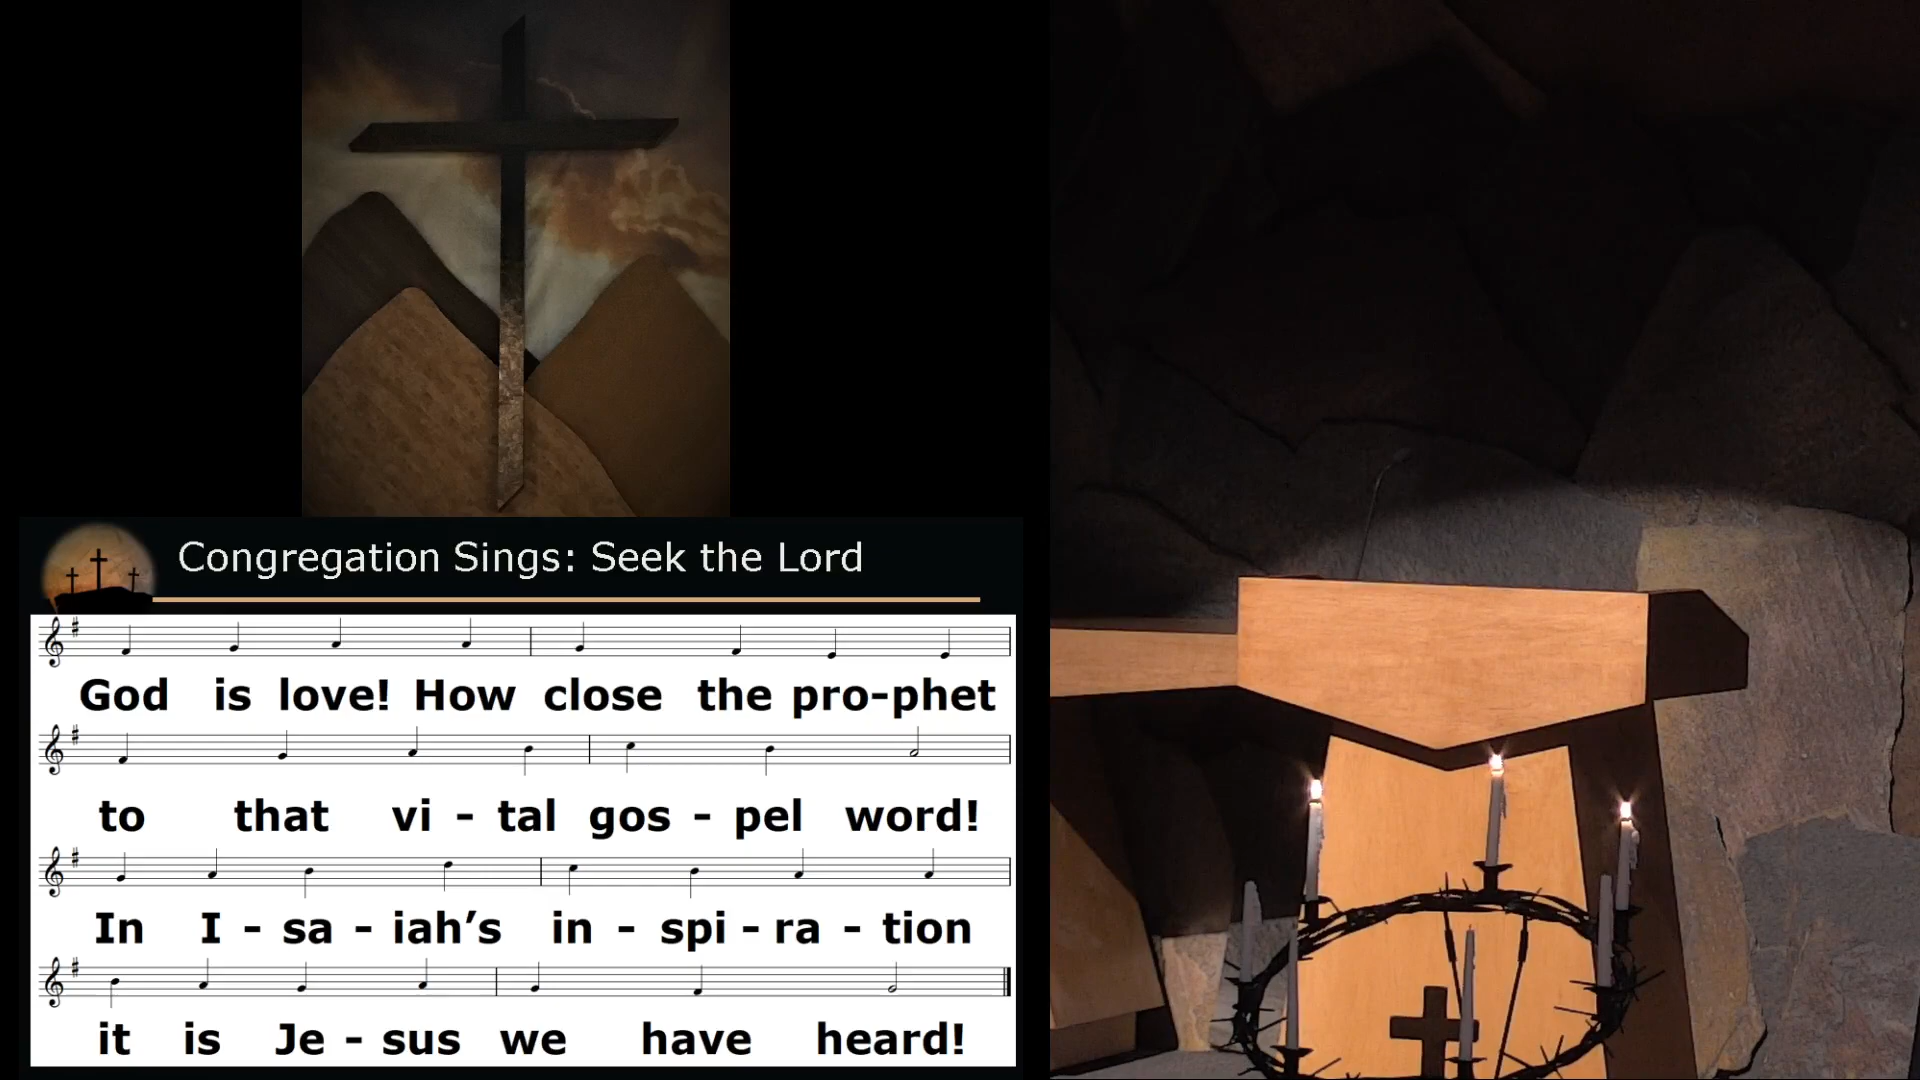 Congregation Sings: Seek the Lord
God is love! How close the pro-phet
to that vi - tal gos - pel word!
In I - sa - iah’s in - spi - ra - tion
it is Je - sus we have heard!